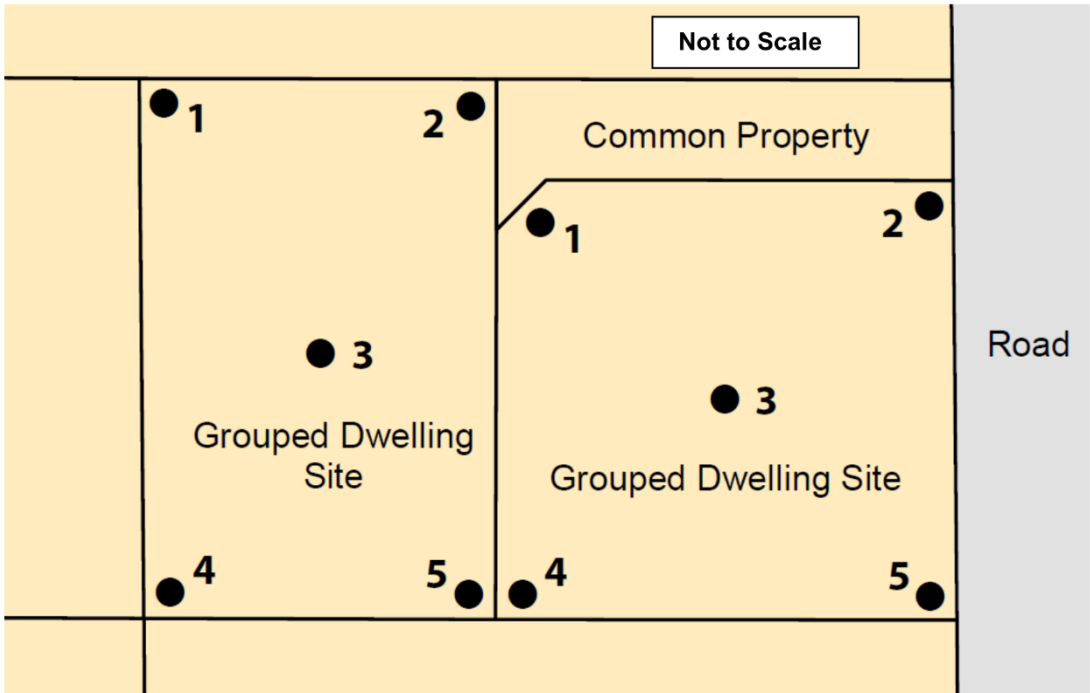 Not to Scale
1
2
Common Property
1
2
3
Road
3
Grouped Dwelling
Site
Grouped Dwelling Site
4
5
4
5